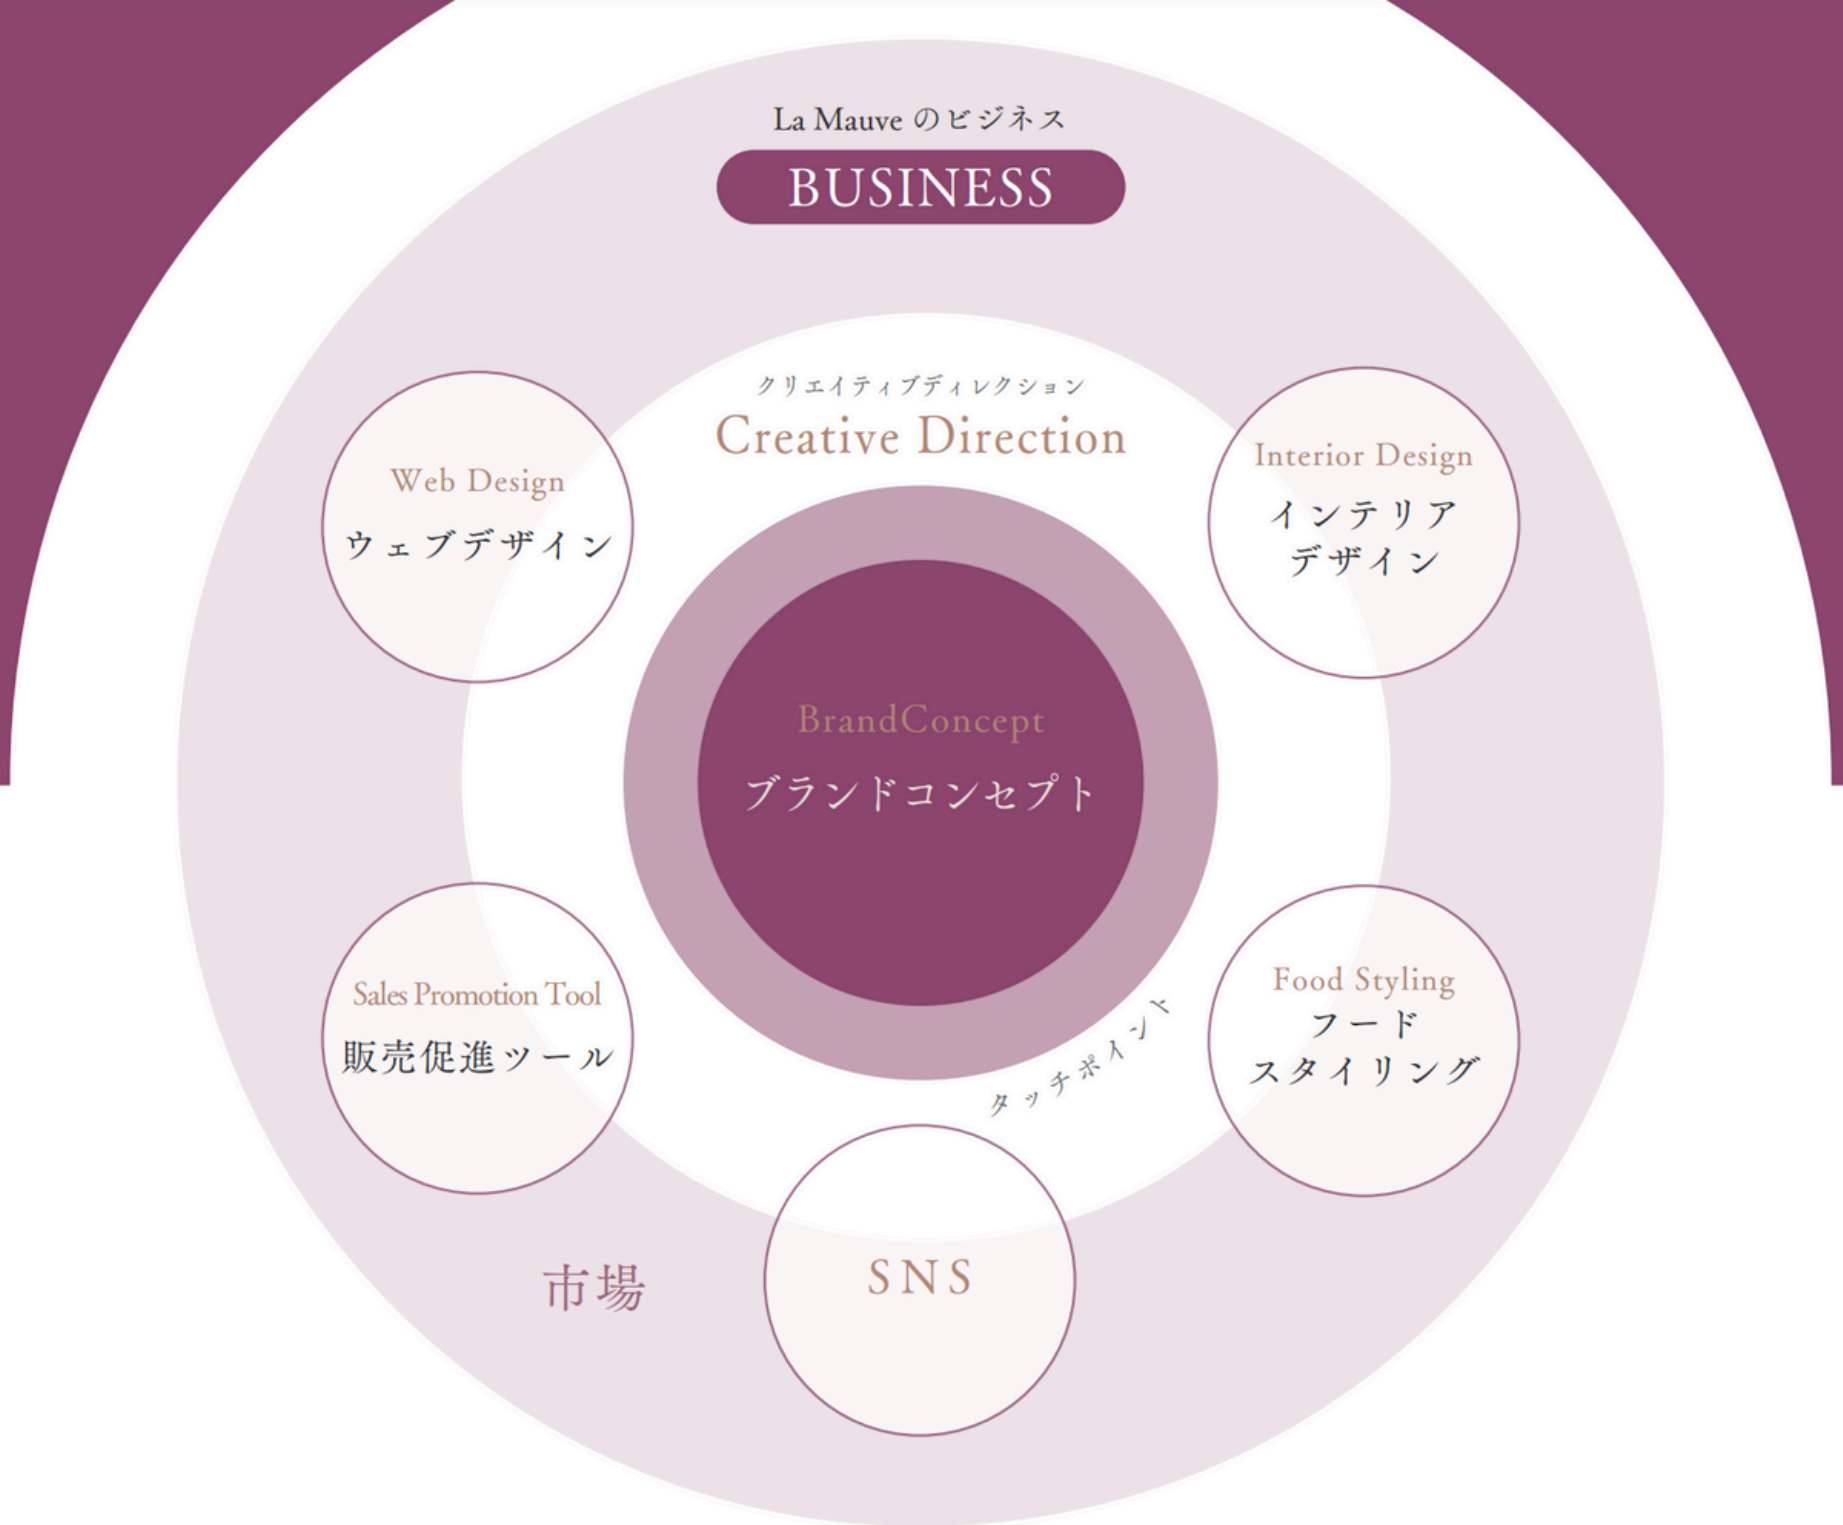 La Mauve のビジネス
BUSINESS
クリエイティブディレクション
Creative Direction
Web Design
ウェブデザイン
Interior Design
インテリア
デザイン
BrandConcept
ブランドコンセプト
Sales Promotion Tool
販売促進ツール
Food Styling
フード
スタイリング
タッチポイント
SNS
市場